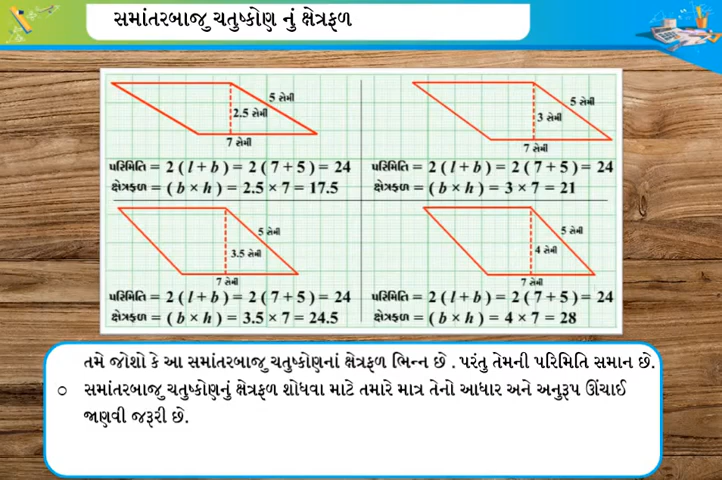 સમાંતરબાજુ ચતુષ્કોણ નું ક્ષેત્રફળ
5 સેમી
2.5 સેમી
7 સેમી
પરિમિતિ = 2 ( l + b ) = 2 ( 7 + 5 ) = 24
ક્ષેત્રફળ = ( b × h ) = 2.5 × 7 = 17.5
5 સેમી
3 સેમી
7 સેમી
પરિમિતિ = 2 ( l + b ) = 2 ( 7 + 5 ) = 24
ક્ષેત્રફળ = ( b × h ) = 3 × 7 = 21
5 સેમી
3.5 સેમી
7 સેમી
પરિમિતિ = 2 ( l + b ) = 2 ( 7 + 5 ) = 24
ક્ષેત્રફળ = ( b × h ) = 3.5 × 7 = 24.5
5 સેમી
4 સેમી
7 સેમી
પરિમિતિ = 2 ( l + b ) = 2 ( 7 + 5 ) = 24
ક્ષેત્રફળ = ( b × h ) = 4 × 7 = 28
તમે જોશો કે આ સમાંતરબાજુ ચતુષ્કોણનાં ક્ષેત્રફળ ભિન્ન છે . પરંતુ તેમની પરિમિતિ સમાન છે.
○ સમાંતરબાજુ ચતુષ્કોણનું ક્ષેત્રફળ શોધવા માટે તમારે માત્ર તેનો આધાર અને અનુરૂપ ઊંચાઈ
જાણવી જરૂરી છે.